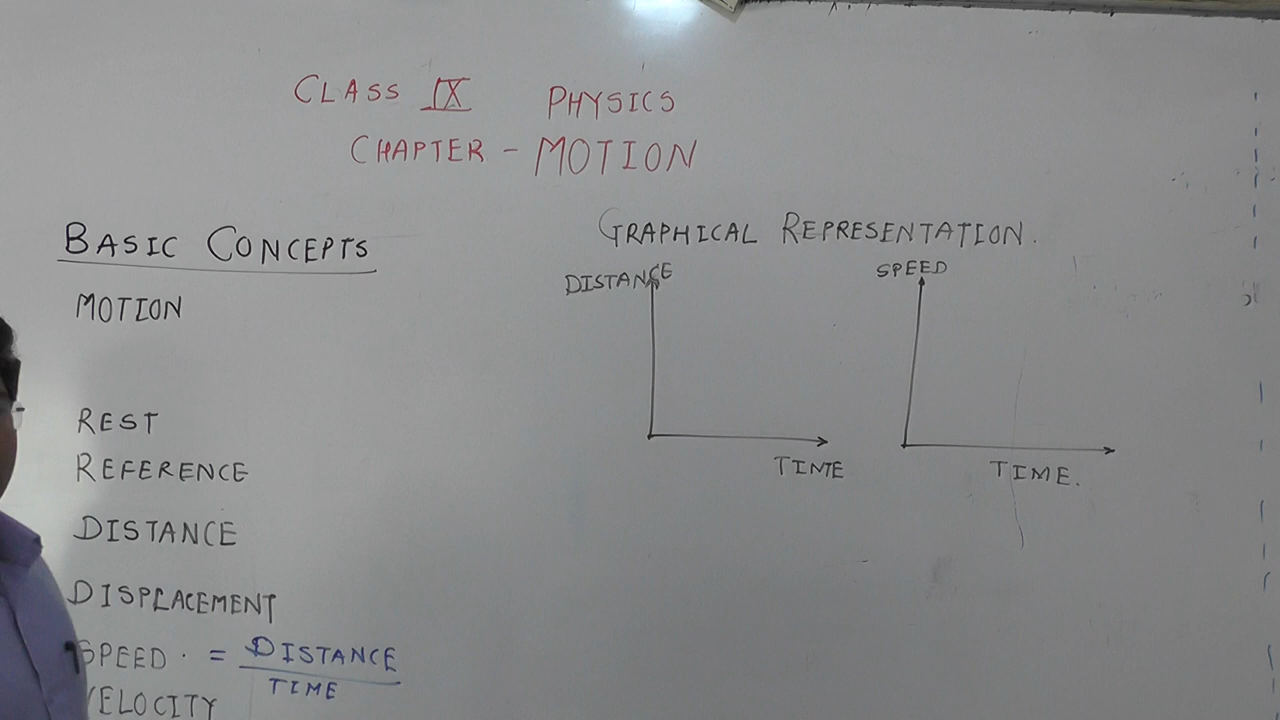 CLASS IX PHYSICS
CHAPTER - MOTION
BASIC CONCEPTS
MOTION
REST
REFERENCE
DISTANCE
DISPLACEMENT
SPEED. = DISTANCE
TIME
VELOCITY
GRAPHICAL REPRESENTATION.
DISTANCE
TIME
SPEED
TIME.